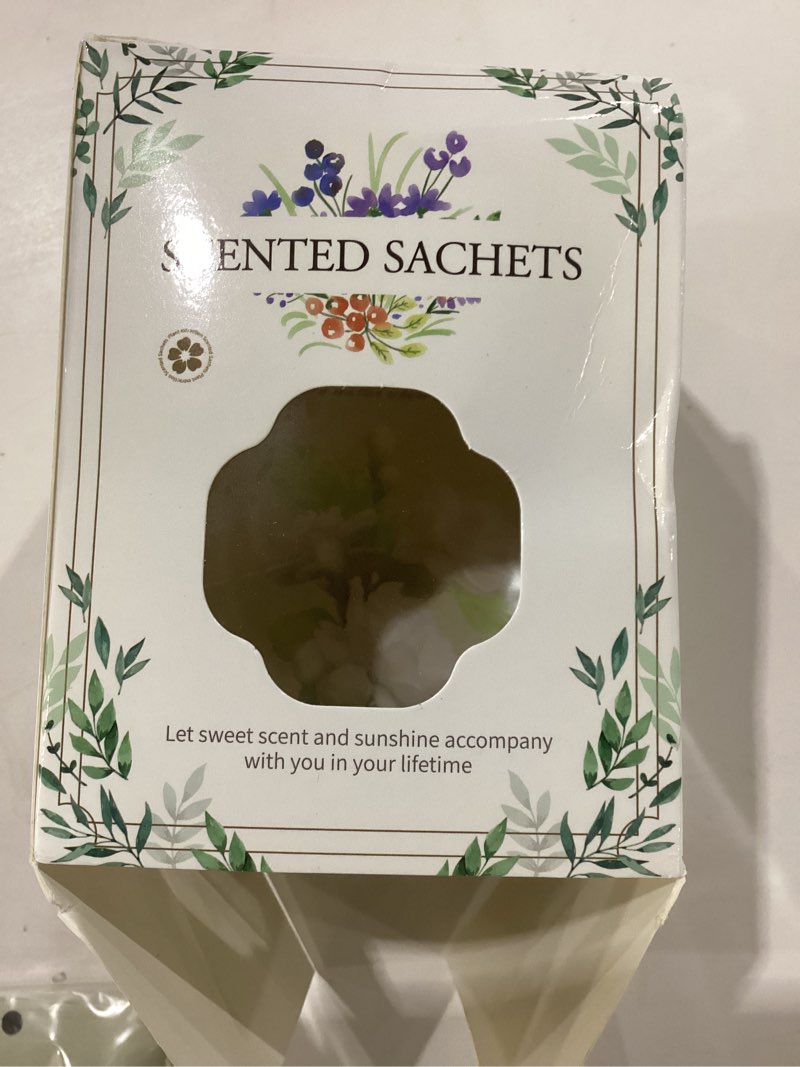 SCENTED SACHETS
Let sweet scent and sunshine accompany
with you in your lifetime